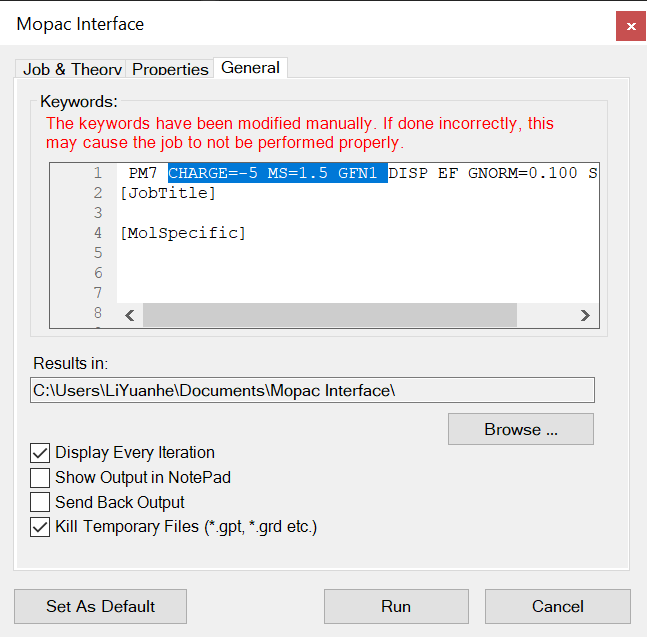 Mopac Interface
Job & Theory Properties General
Keywords:
The keywords have been modified manually. If done incorrectly, this
may cause the job to not be performed properly.
1 PM7 CHARGE=-5 MS=1.5 GFN1 DISP EF GNORM=0.100 S
2 [JobTitle]
3
4 [MolSpecific]
5
6
7
8
Results in:
C:\Users\LiYuanhe\Documents\Mopac Interface\
Browse ...
Display Every Iteration
Show Output in NotePad
Send Back Output
Kill Temporary Files (*.gpt, *.grd etc.)
Set As Default Run Cancel